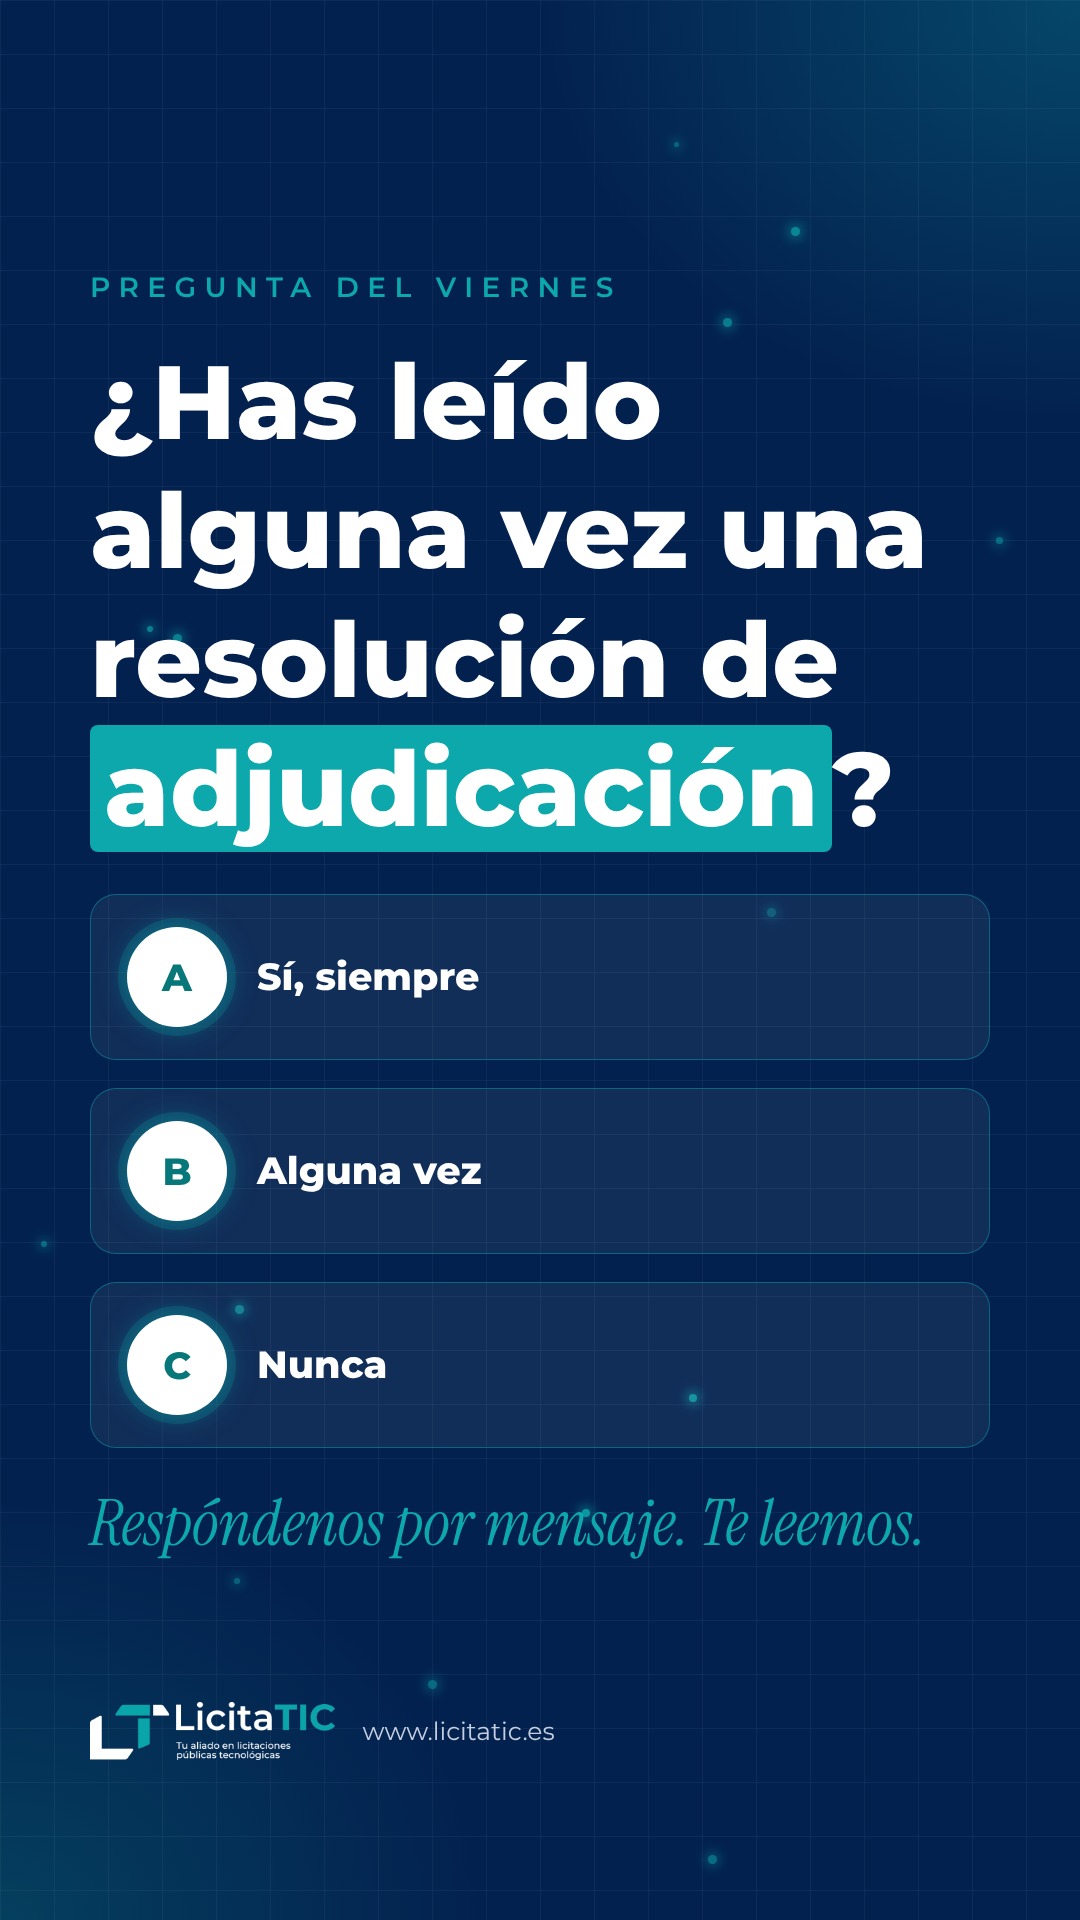 PREGUNTA DEL VIERNES
¿Has leído
alguna vez una
resolución de
adjudicación?
A Sí, siempre
B Alguna vez
C Nunca
Respóndenos por mensaje. Te leemos.
LicitaTIC
Tu aliado en licitaciones
públicas tecnológicas
www.licitatic.es